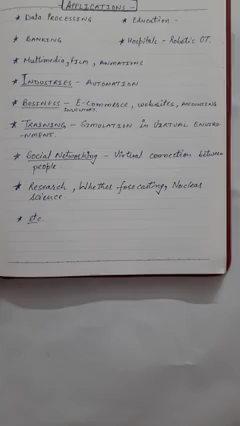 APPLICATIONS -
* Data Processing * Education -
* BANKING * Hospitals - Robotic OT.
* Multimedia, film, ANIMATIONS
* INDUSTRIES - AUTOMATION
* BUSINESS - E-COMMERCE, websites, ACCOUNTING
* TRAINING - SIMULATION in VIRTUAL ENVIRO-
-NMENT.
* Social Networking - Virtual connection between
people
* Research, Whether forecasting, Nuclear
science
* etc